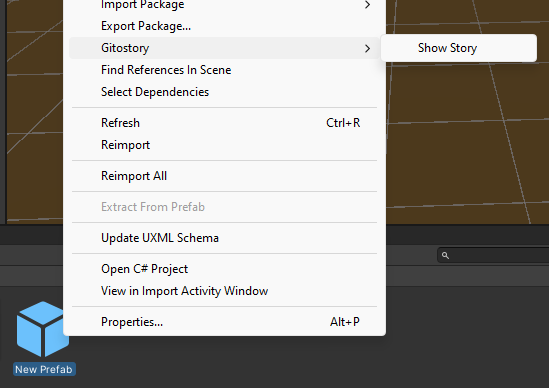 Import Package
Export Package...
Gitostory
Show Story
Find References In Scene
Select Dependencies
Refresh Ctrl+R
Reimport
Reimport All
Extract From Prefab
Update UXML Schema
Open C# Project
View in Import Activity Window
Properties... Alt+P
New Prefab